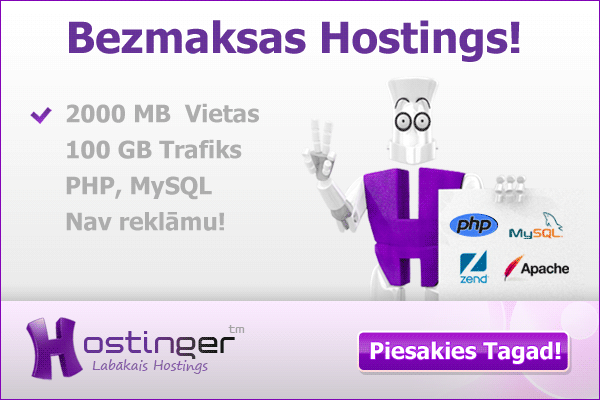 Bezmaksas Hostings!
2000 MB Vietas
100 GB Trafiks
PHP, MySQL
Nav reklāmu!
php
MySQL
zend
Apache
Hostinger tm
Labākais Hostings
Piesakies Tagad!